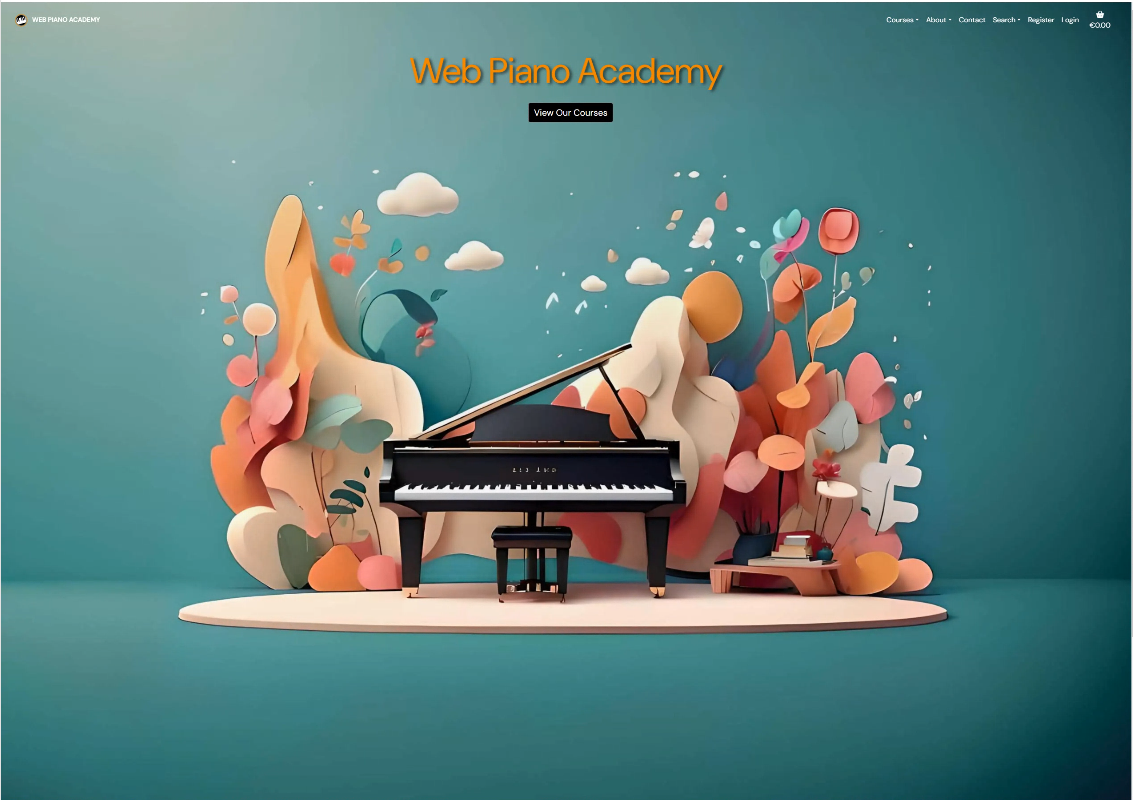 WEB PIANO ACADEMY
Courses About Contact Search Register Login
€0.00
Web Piano Academy
View Our Courses